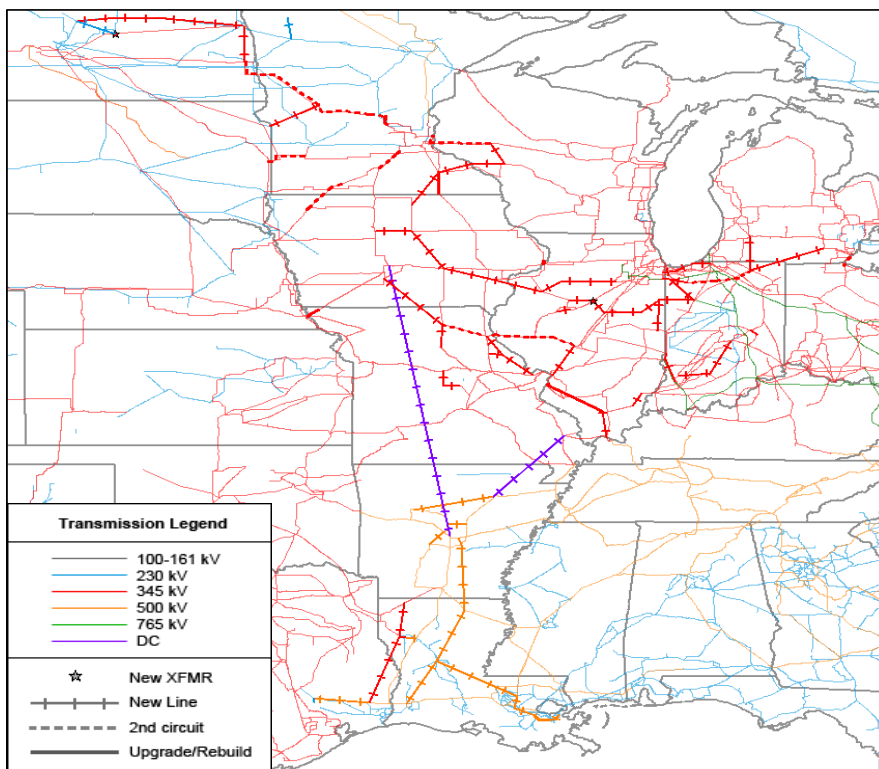 Transmission Legend
100-161 kV
230 kV
345 kV
500 kV
765 kV
DC
New XFMR
New Line
2nd circuit
Upgrade/Rebuild